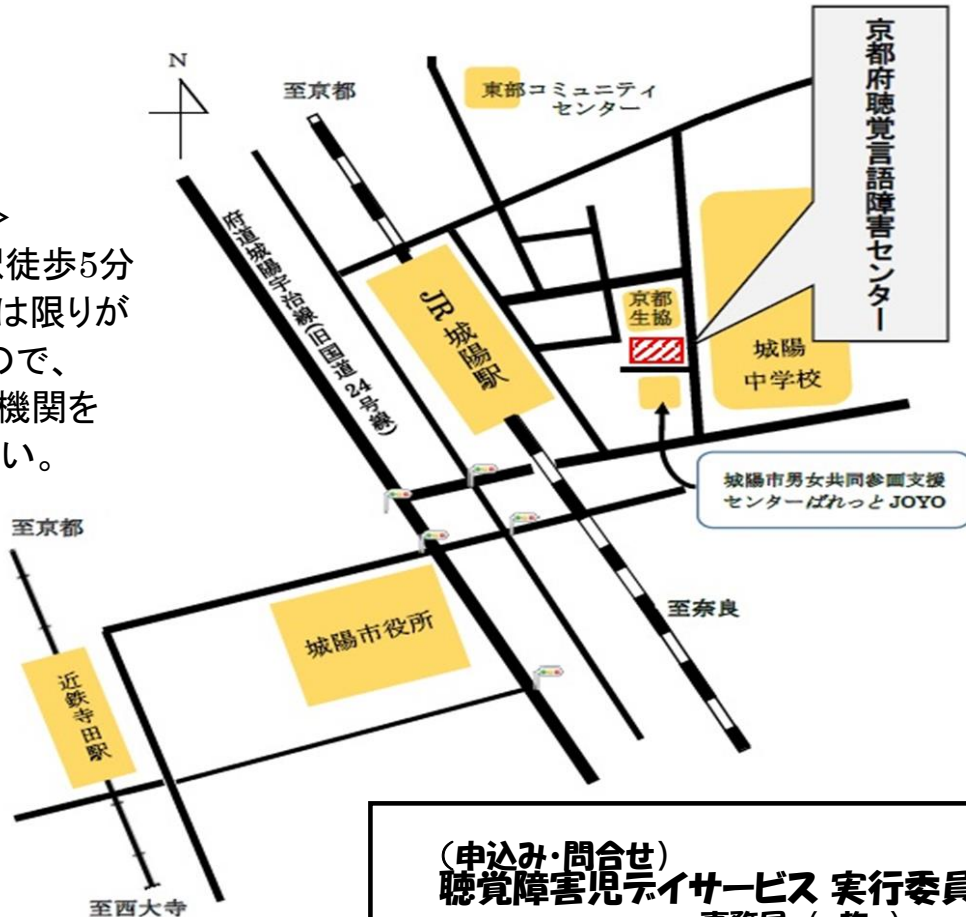 N
至京都
東部コミュニティ
センター
京都府聴覚言語障害センター
>
徒歩5分
は限りが
ので、
機関を
い。
府道城陽宇治線(旧国道24号線)
JR城陽駅
京都
生協
城陽
中学校
城陽市男女共同参画支援
センターぱれっとJOYO
至京都
至奈良
城陽市役所
近鉄寺田駅
至西大寺
(申込み・問合せ)
聴覚障害児デイサービス 実行委員